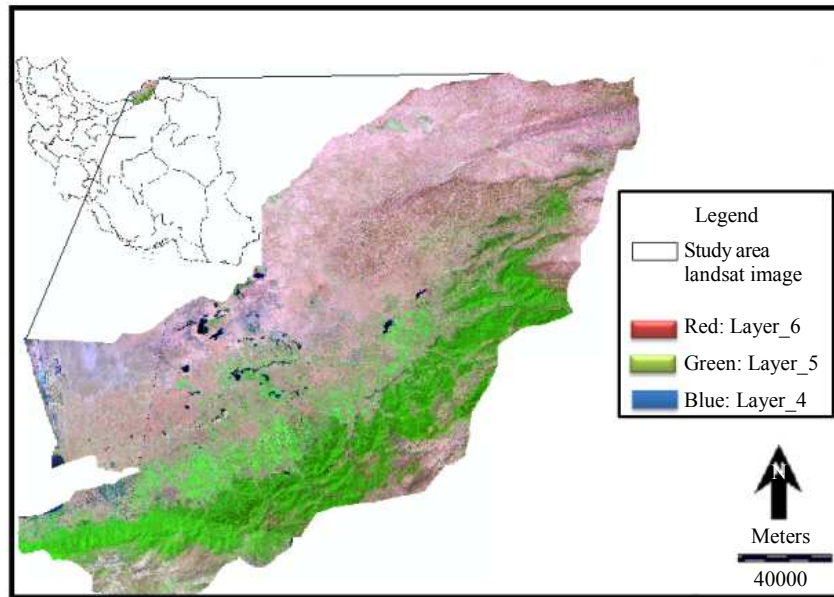 Legend
Study area
landsat image
Red: Layer_6
Green: Layer_5
Blue: Layer_4
N
Meters
40000